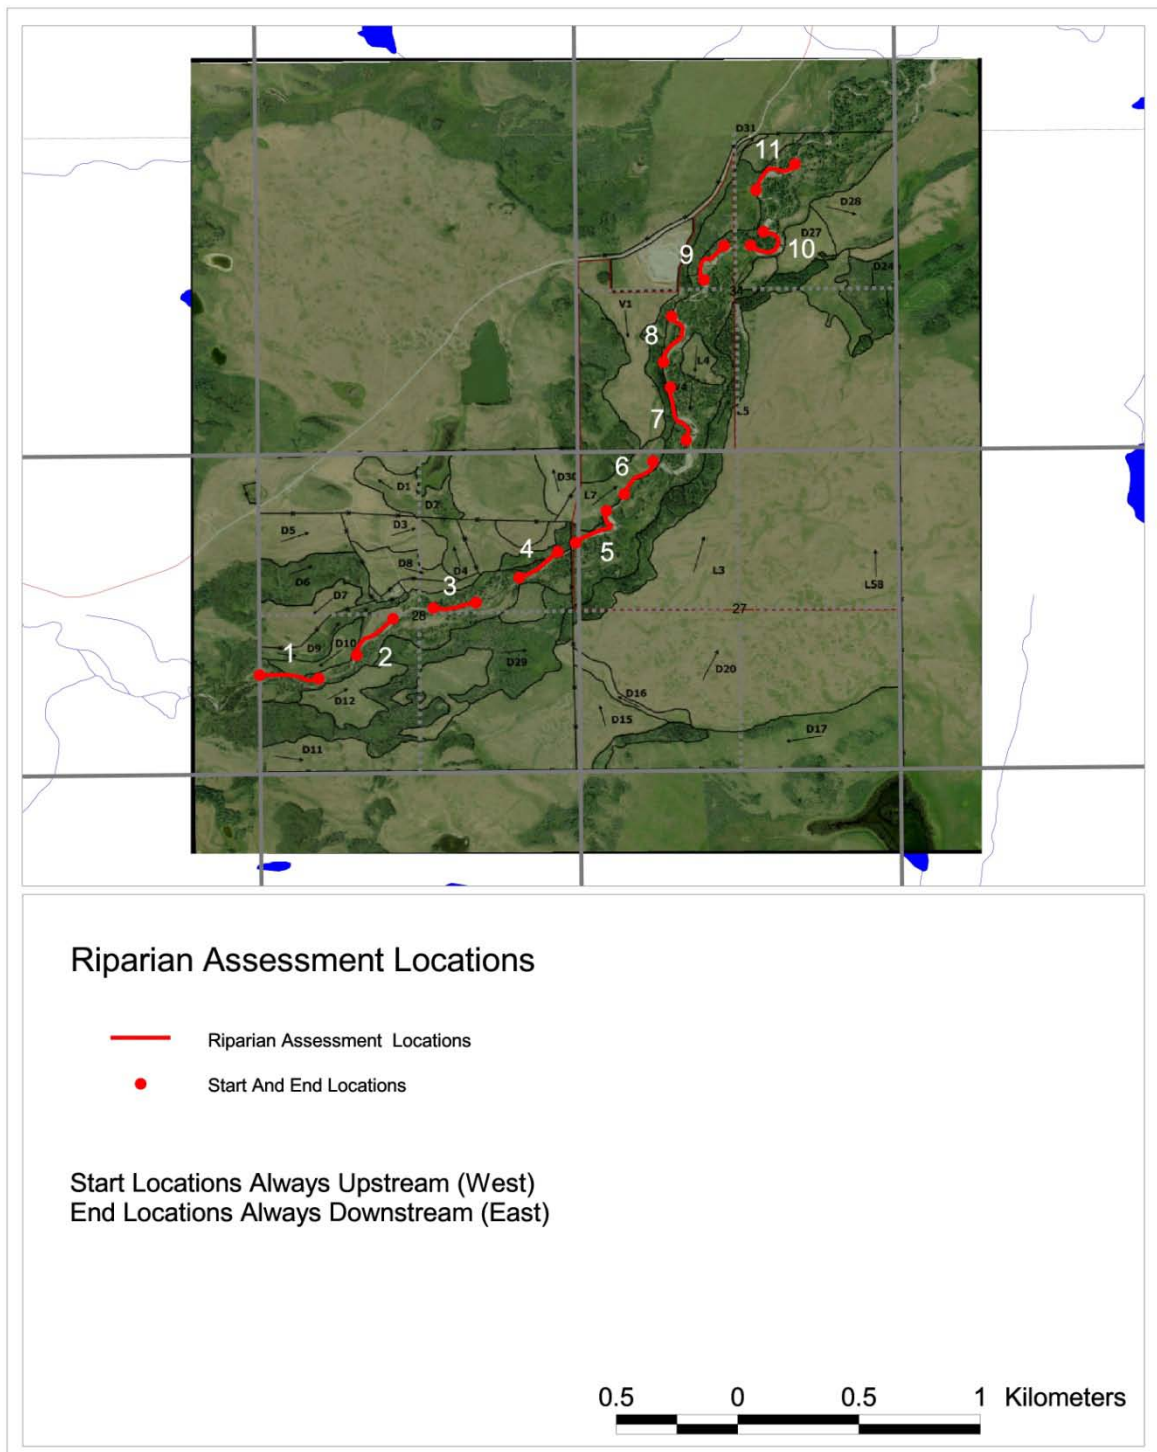 D31
11
D28
D27
10
9
D24
34
V1
8
L4
7
L5
6
D30
D1
L7
D2
D5
D3
4
5
D8
D4
L3
L5B
D6
3
D7
28
27
D10
D9
1
2
D29
D20
D12
D16
D15
D17
D11
Riparian Assessment Locations
Riparian Assessment Locations
Start And End Locations
Start Locations Always Upstream (West)
End Locations Always Downstream (East)
0.5 0 0.5 1 Kilometers